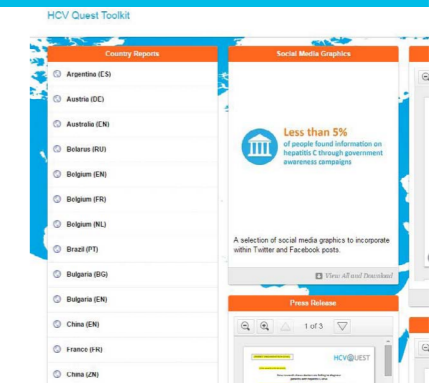 HCV Quest Toolkit
Country Reports
Argentina (ES)
Austria (DE)
Australia (EN)
Belarus (RU)
Belgium (EN)
Belgium (FR)
Belgium (NL)
Brazil (PT)
Bulgaria (BG)
Bulgaria (EN)
China (EN)
France (FR)
China (ZN)
Social Media Graphics
Less than 5%
of people found information on
hepatitis C through government
awareness campaigns
A selection of social media graphics to incorporate
within Twitter and Facebook posts.
View All and Download
Press Release
1 of 3
HCVQUEST